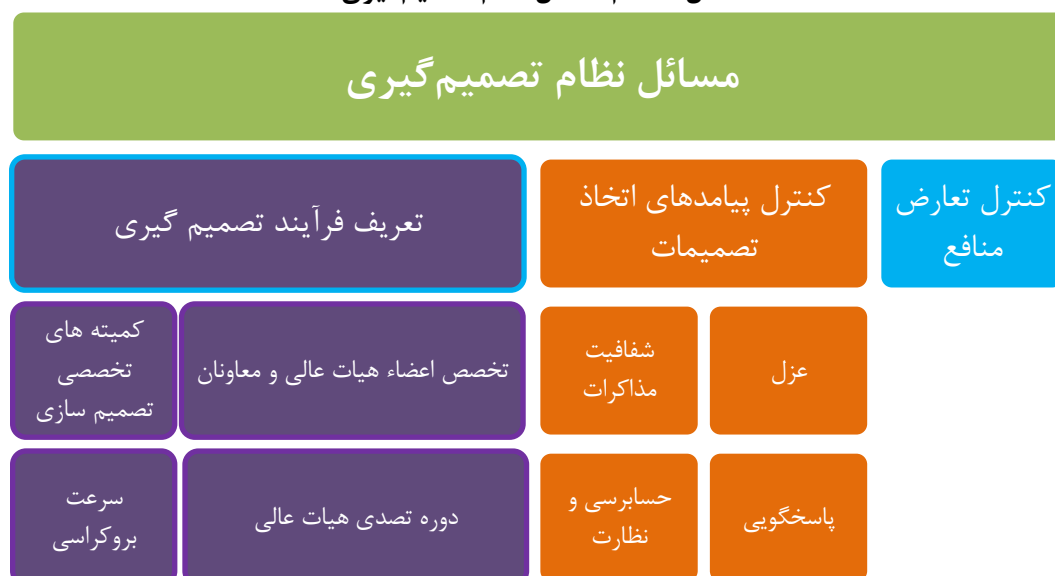 مسائل نظام تصمیم‌گیری
کنترل تعارض
منافع
کنترل پیامدهای اتخاذ
تصمیمات
تعریف فرآیند تصمیم گیری
عزل
شفافیت
مذاکرات
تخصص اعضاء هیات عالی و معاونان
کمیته های
تخصصی
تصمیم سازی
پاسخگویی
حسابرسی و
نظارت
دوره تصدی هیات عالی
سرعت
بروکراسی